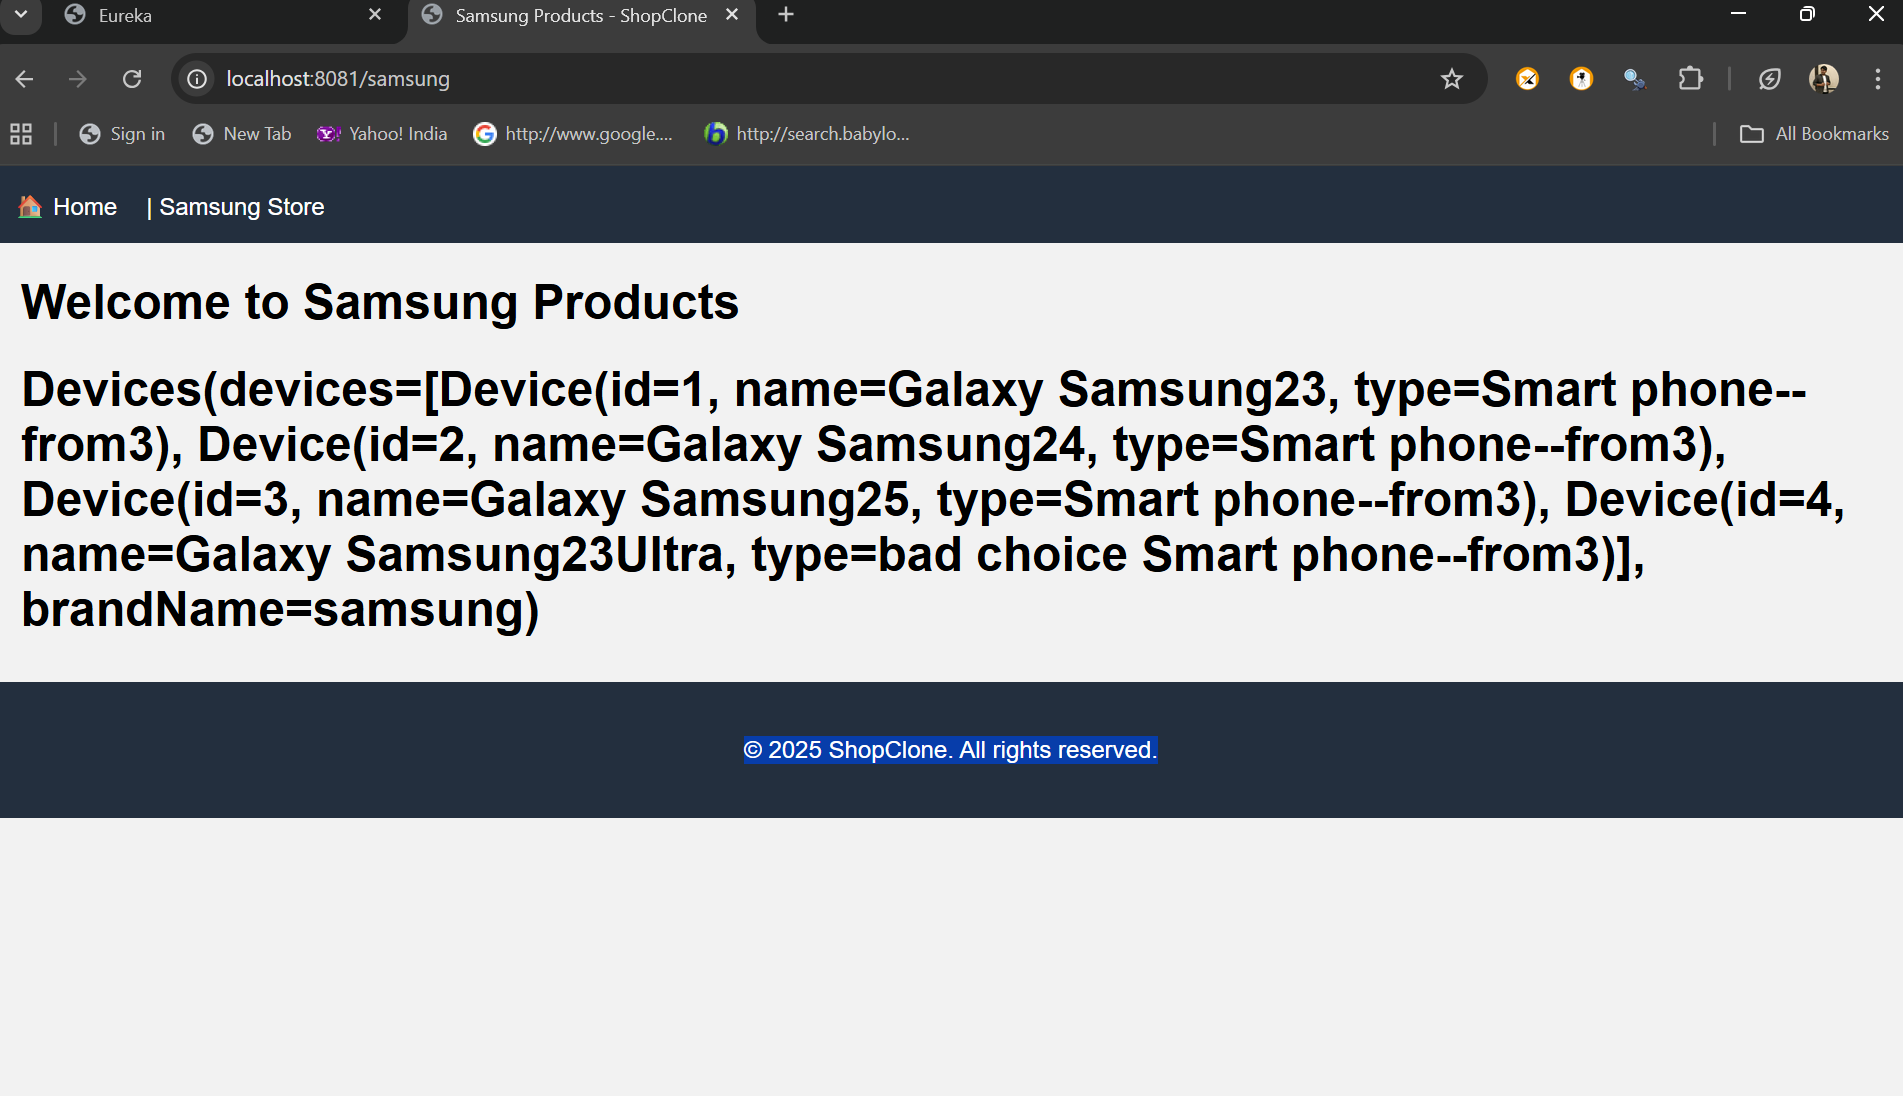 Eureka
Samsung Products - ShopClone
localhost:8081/samsung
Sign in
New Tab
Yahoo! India
http://www.google....
http://search.babylo...
All Bookmarks
Home | Samsung Store
Welcome to Samsung Products
Devices(devices=[Device(id=1, name=Galaxy Samsung23, type=Smart phone--
from3), Device(id=2, name=Galaxy Samsung24, type=Smart phone--from3),
Device(id=3, name=Galaxy Samsung25, type=Smart phone--from3), Device(id=4,
name=Galaxy Samsung23Ultra, type=bad choice Smart phone--from3)],
brandName=samsung)
© 2025 ShopClone. All rights reserved.